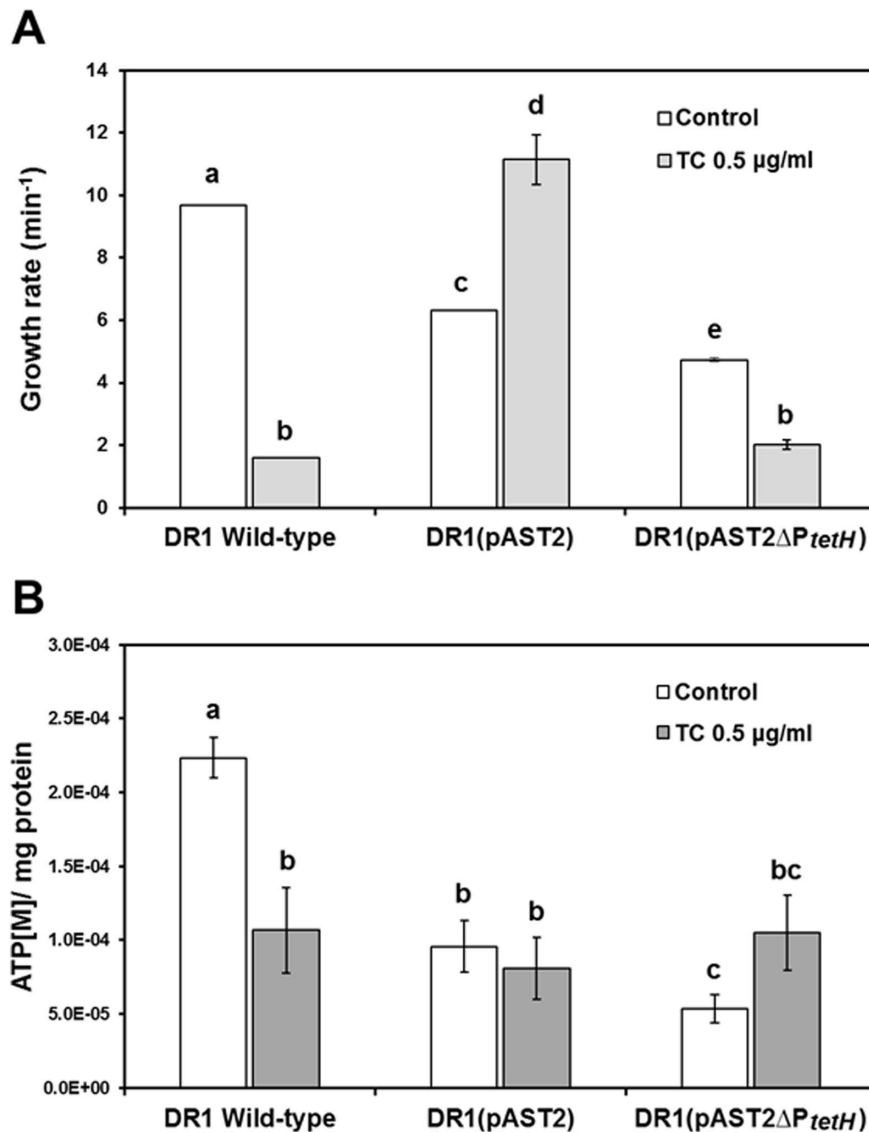 A
14
12
10
8
6
4
2
0
Growth rate (min⁻¹)
Control
TC 0.5 µg/ml
a
b
c
d
e
b
DR1 Wild-type
DR1(pAST2)
DR1(pAST2ΔPtetH)
B
3.0E-04
2.5E-04
2.0E-04
1.5E-04
1.0E-04
5.0E-05
0.0E+00
ATP[M]/ mg protein
Control
TC 0.5 µg/ml
a
b
b
b
c
bc
DR1 Wild-type
DR1(pAST2)
DR1(pAST2ΔPtetH)